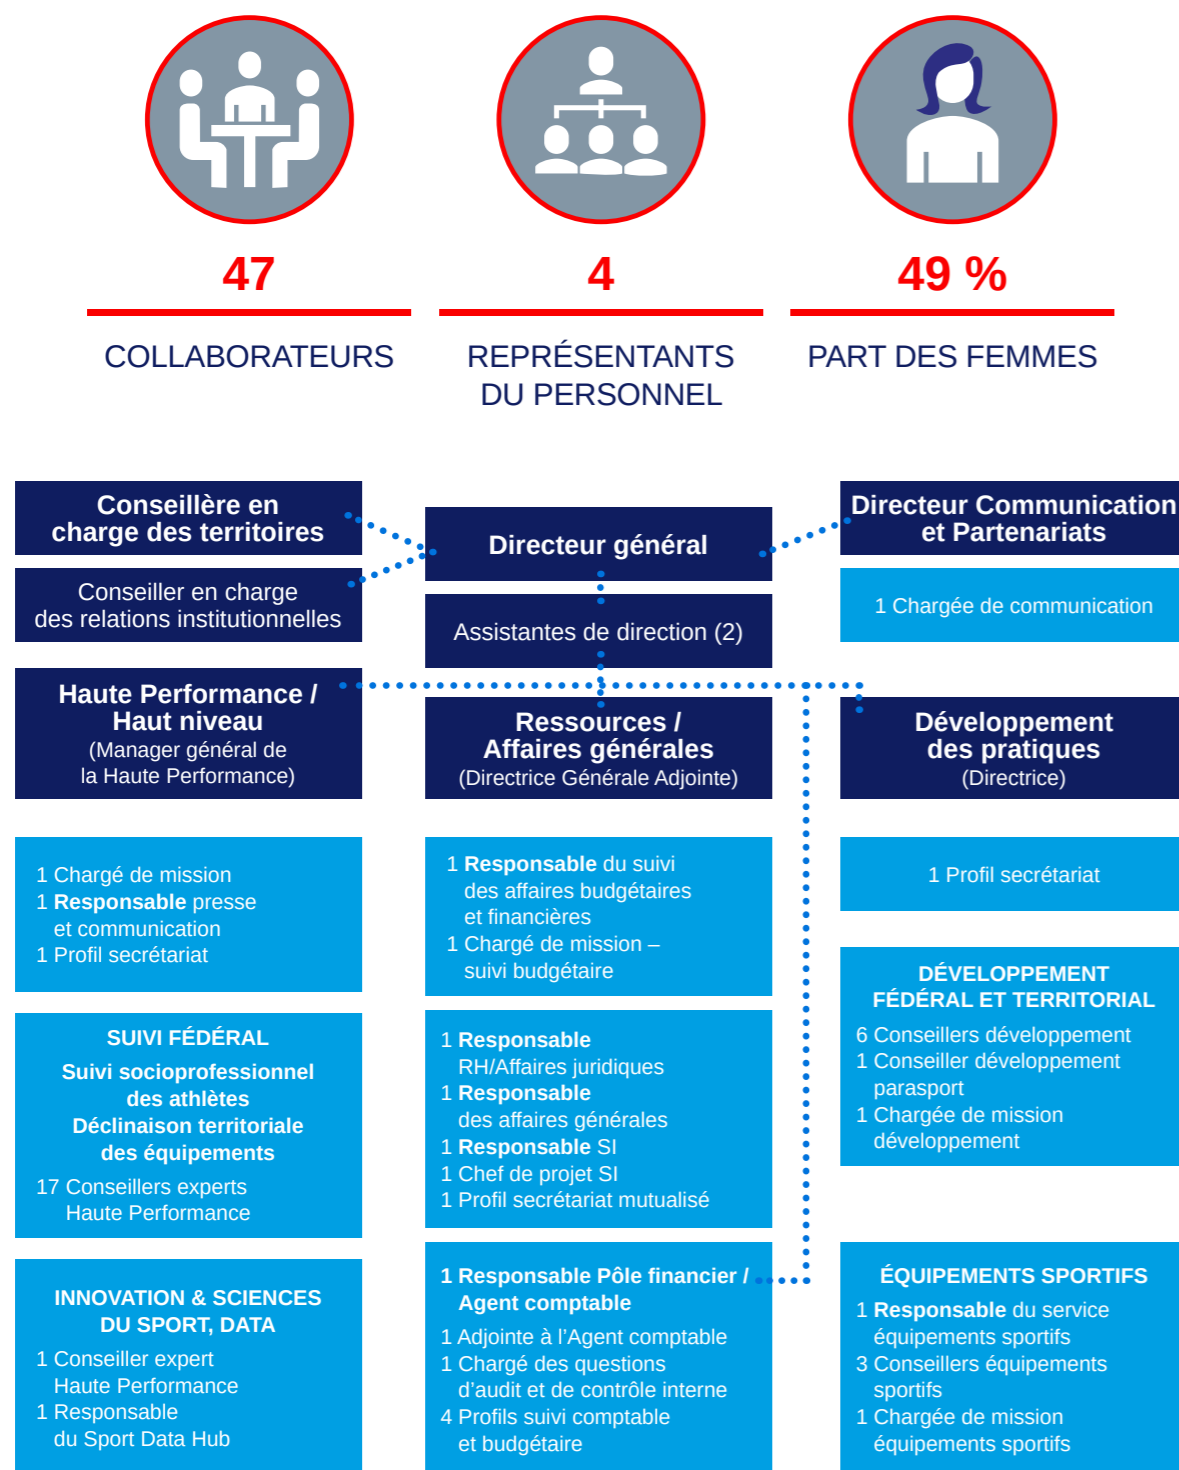 47
COLLABORATEURS
4
REPRÉSENTANTS
DU PERSONNEL
49 %
PART DES FEMMES
Conseillère en
charge des territoires
Conseiller en charge
des relations institutionnelles
Directeur général
Assistantes de direction (2)
Directeur Communication
et Partenariats
1 Chargée de communication
Haute Performance /
Haut niveau
(Manager général de
la Haute Performance)
1 Chargé de mission
1 Responsable presse
et communication
1 Profil secrétariat
SUIVI FÉDÉRAL
Suivi socioprofessionnel
des athlètes
Déclinaison territoriale
des équipements
17 Conseillers experts
Haute Performance
INNOVATION & SCIENCES
DU SPORT, DATA
1 Conseiller expert
Haute Performance
1 Responsable
du Sport Data Hub
Ressources /
Affaires générales
(Directrice Générale Adjointe)
1 Responsable du suivi
des affaires budgétaires
et financières
1 Chargé de mission –
suivi budgétaire
1 Responsable
RH/Affaires juridiques
1 Responsable
des affaires générales
1 Responsable SI
1 Chef de projet SI
1 Profil secrétariat mutualisé
1 Responsable Pôle financier /
Agent comptable
1 Adjointe à l’Agent comptable
1 Chargé des questions
d’audit et de contrôle interne
4 Profils suivi comptable
et budgétaire
Développement
des pratiques
(Directrice)
1 Profil secrétariat
DÉVELOPPEMENT
FÉDÉRAL ET TERRITORIAL
6 Conseillers développement
1 Conseiller développement
parasport
1 Chargée de mission
développement
ÉQUIPEMENTS SPORTIFS
1 Responsable du service
équipements sportifs
3 Conseillers équipements
sportifs
1 Chargée de mission
équipements sportifs